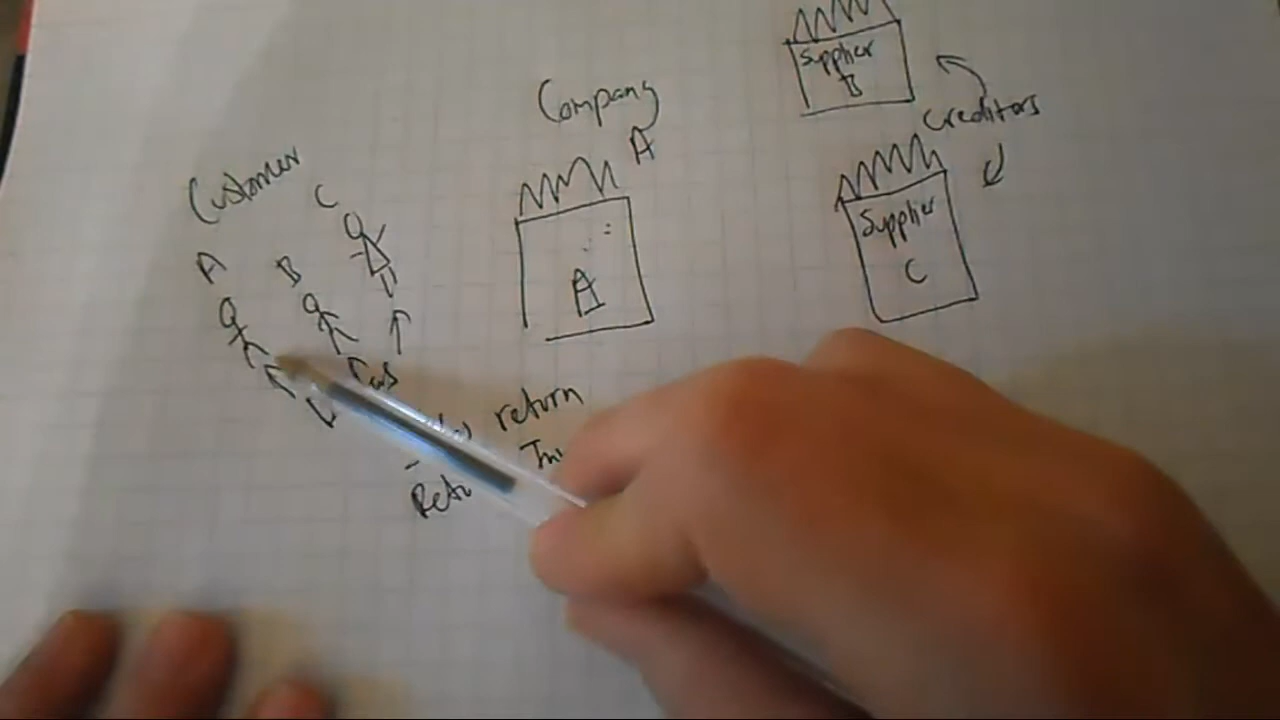 Supplier
B
Company
A
Creditors
Customer
C
A
B
Supplier
C
A
return